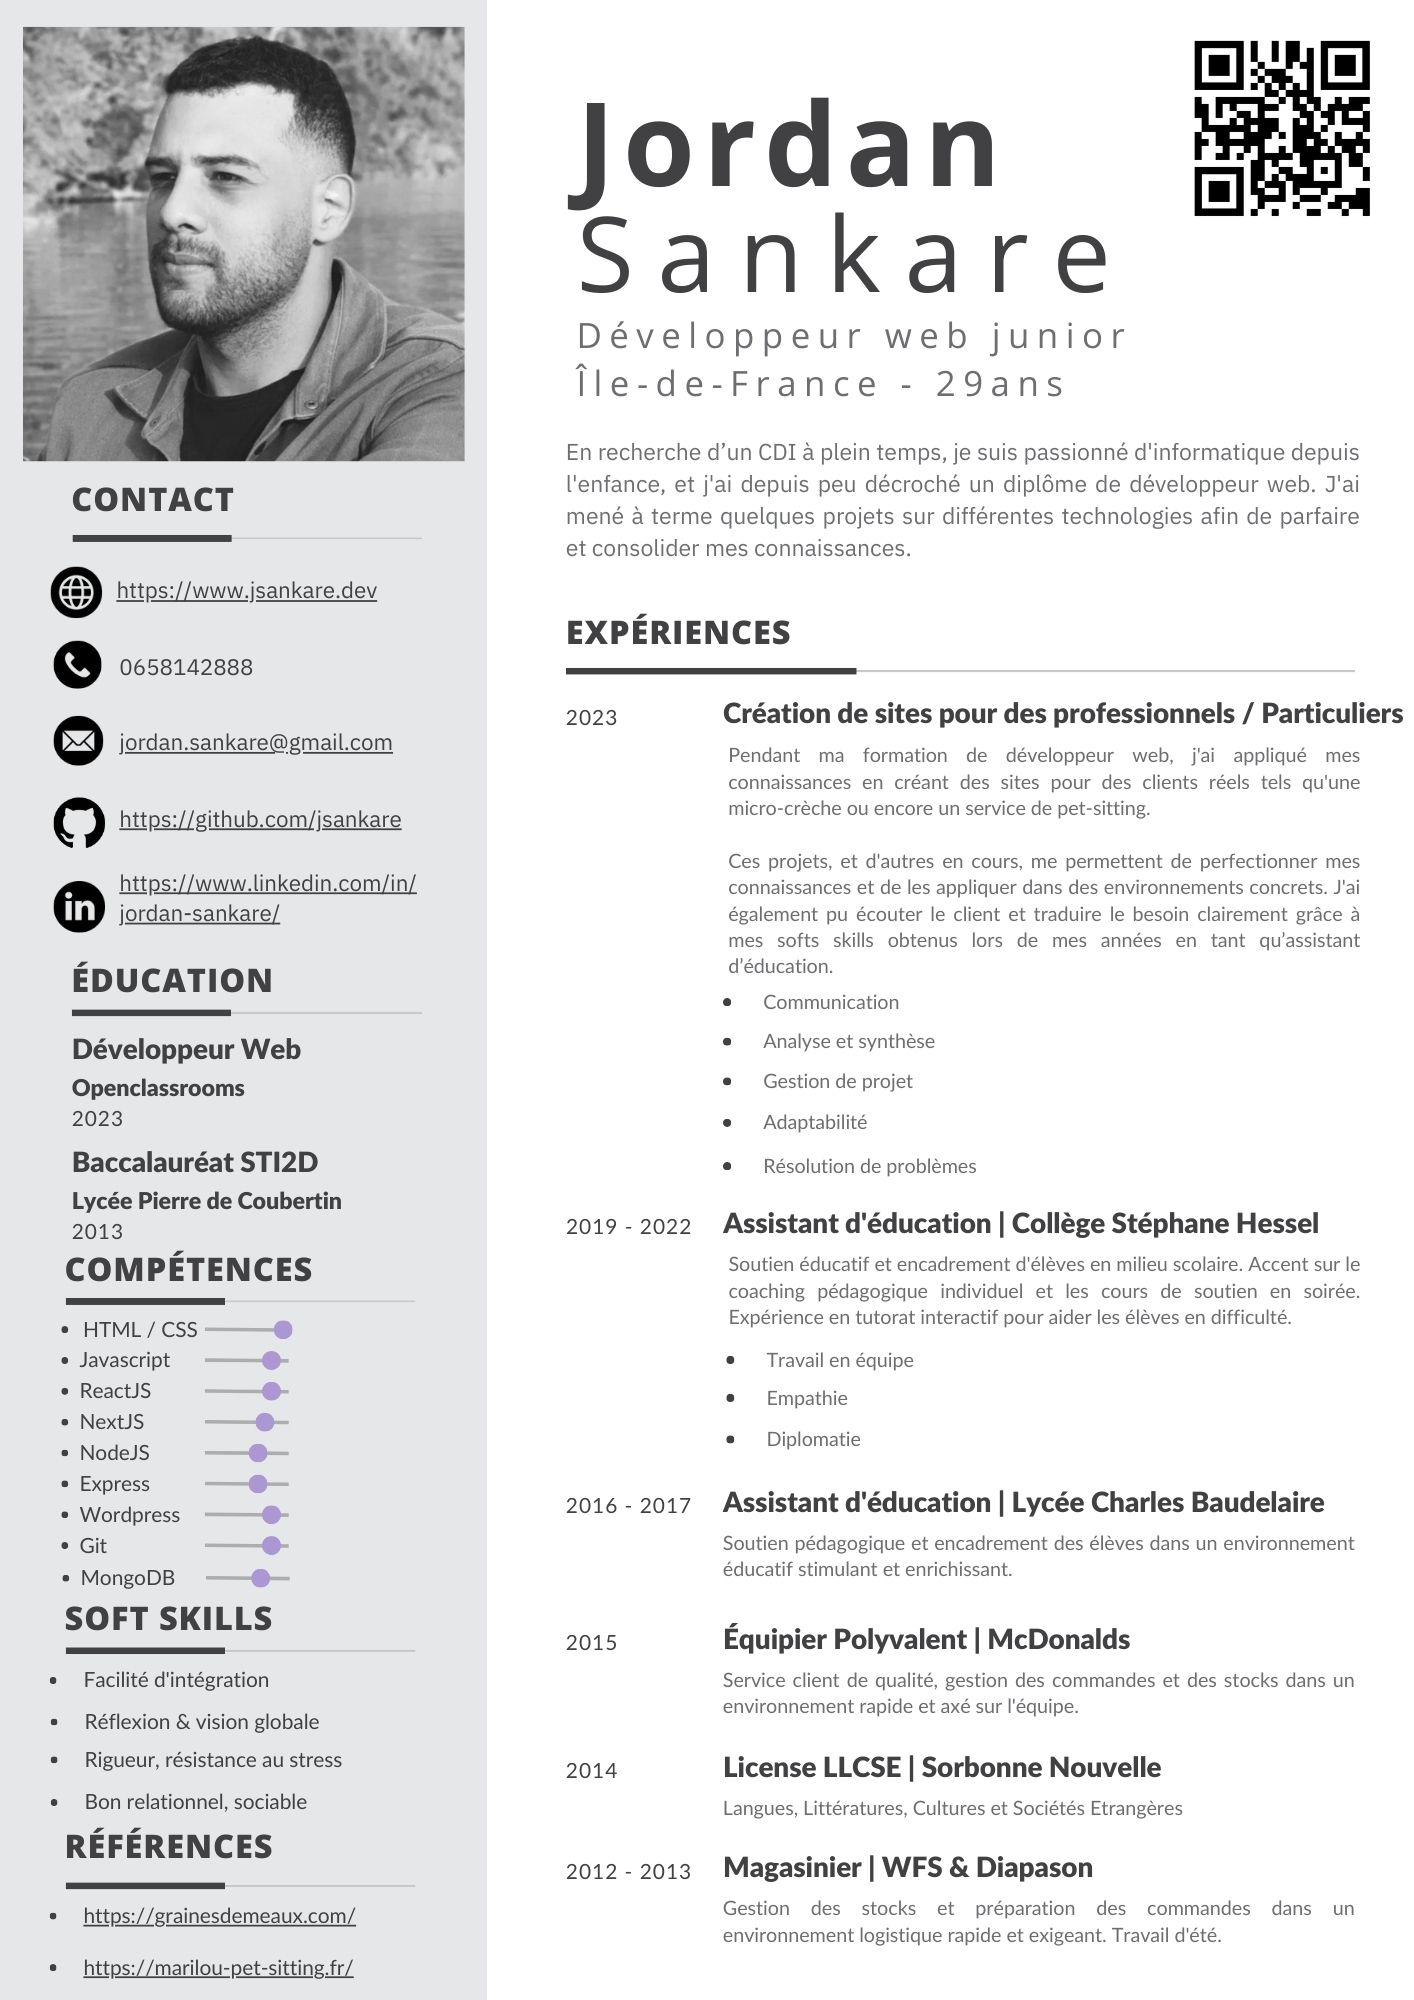 Jordan
Sankare
Développeur web junior
Île-de-France - 29ans
En recherche d’un CDI à plein temps, je suis passionné d'informatique depuis
l'enfance, et j'ai depuis peu décroché un diplôme de développeur web. J'ai
mené à terme quelques projets sur différentes technologies afin de parfaire
et consolider mes connaissances.
CONTACT
https://www.jsankare.dev
0658142888
jordan.sankare@gmail.com
https://github.com/jsankare
https://www.linkedin.com/in/
jordan-sankare/
ÉDUCATION
Développeur Web
Openclassrooms
2023
Baccalauréat STI2D
Lycée Pierre de Coubertin
2013
COMPÉTENCES
• HTML / CSS
• Javascript
• ReactJS
• NextJS
• NodeJS
• Express
• Wordpress
• Git
• MongoDB
SOFT SKILLS
• Facilité d'intégration
• Réflexion & vision globale
• Rigueur, résistance au stress
• Bon relationnel, sociable
RÉFÉRENCES
• https://grainesdemeaux.com/
• https://marilou-pet-sitting.fr/
EXPÉRIENCES
2023 Création de sites pour des professionnels / Particuliers
Pendant ma formation de développeur web, j'ai appliqué mes
connaissances en créant des sites pour des clients réels tels qu'une
micro-crèche ou encore un service de pet-sitting.
Ces projets, et d'autres en cours, me permettent de perfectionner mes
connaissances et de les appliquer dans des environnements concrets. J'ai
également pu écouter le client et traduire le besoin clairement grâce à
mes softs skills obtenus lors de mes années en tant qu’assistant
d’éducation.
• Communication
• Analyse et synthèse
• Gestion de projet
• Adaptabilité
• Résolution de problèmes
2019 - 2022 Assistant d'éducation | Collège Stéphane Hessel
Soutien éducatif et encadrement d'élèves en milieu scolaire. Accent sur le
coaching pédagogique individuel et les cours de soutien en soirée.
Expérience en tutorat interactif pour aider les élèves en difficulté.
• Travail en équipe
• Empathie
• Diplomatie
2016 - 2017 Assistant d'éducation | Lycée Charles Baudelaire
Soutien pédagogique et encadrement des élèves dans un environnement
éducatif stimulant et enrichissant.
2015 Équipier Polyvalent | McDonalds
Service client de qualité, gestion des commandes et des stocks dans un
environnement rapide et axé sur l'équipe.
2014 License LLCSE | Sorbonne Nouvelle
Langues, Littératures, Cultures et Sociétés Etrangères
2012 - 2013 Magasinier | WFS & Diapason
Gestion des stocks et préparation des commandes dans un
environnement logistique rapide et exigeant. Travail d'été.